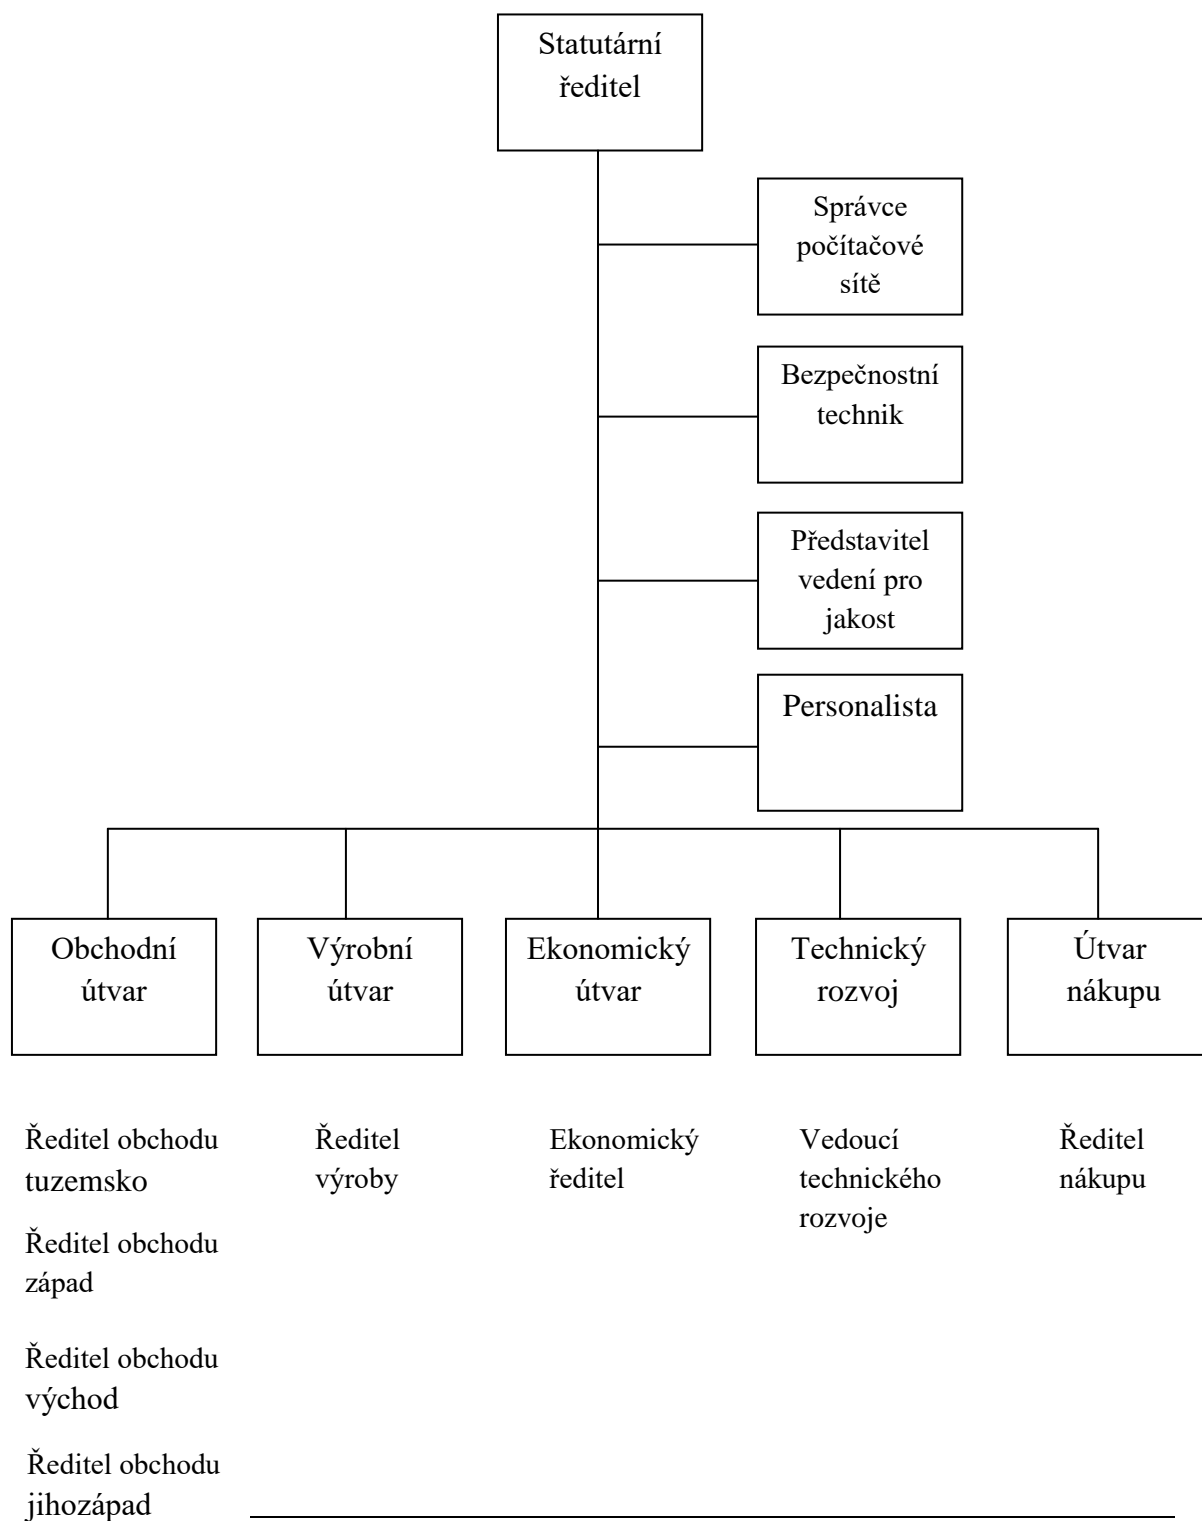 Statutární
ředitel
Správce
počítačové
sítě
Bezpečnostní
technik
Představitel
vedení pro
jakost
Personalista
Obchodní
útvar
Výrobní
útvar
Ekonomický
útvar
Technický
rozvoj
Útvar
nákupu
Ředitel obchodu
tuzemsko
Ředitel obchodu
západ
Ředitel obchodu
východ
Ředitel obchodu
jihozápad
Ředitel
výroby
Ekonomický
ředitel
Vedoucí
technického
rozvoje
Ředitel
nákupu